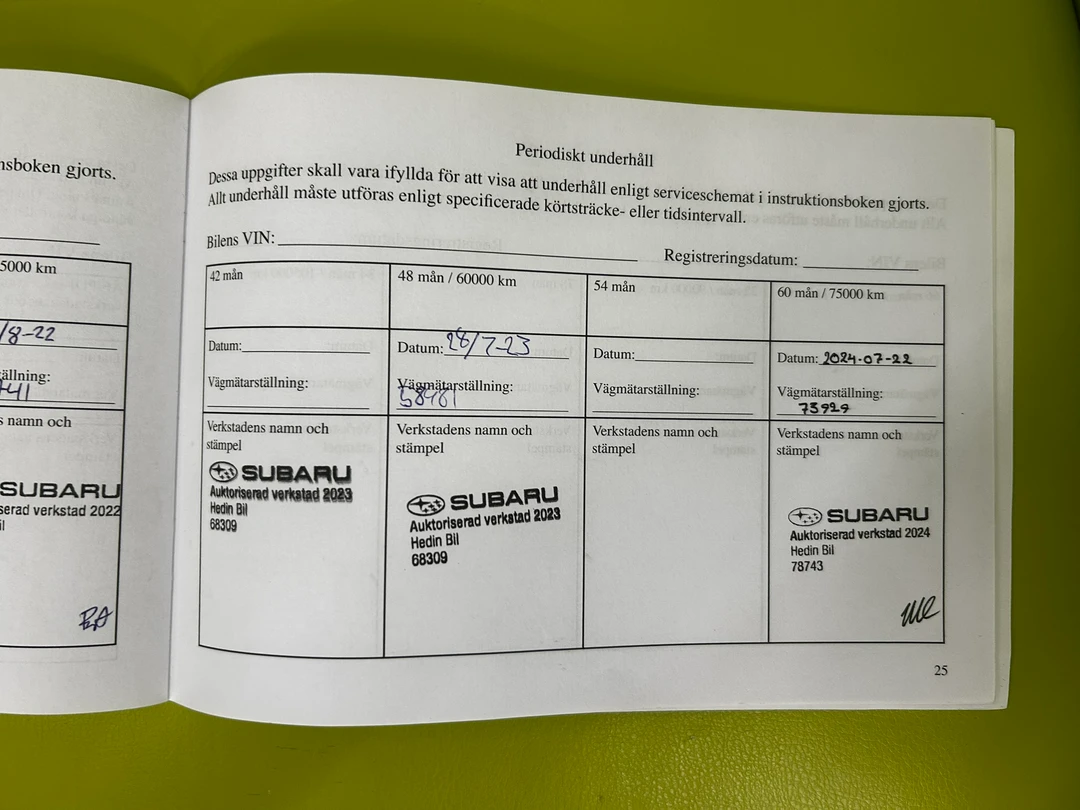 nsboken gjorts.
5000 km
/8-22
ällning:
441
s namn och
SUBARU
serad verkstad 2022
il
Periodiskt underhåll
Dessa uppgifter skall vara ifyllda för att visa att underhåll enligt serviceschemat i instruktionsboken gjorts.
Allt underhåll måste utföras enligt specificerade körtsträcke- eller tidsintervall.
Bilens VIN:
Registreringsdatum:
42 mån
Datum:
Vägmätarställning:
Verkstadens namn och
stämpel
SUBARU
Auktoriserad verkstad 2023
Hedin Bil
68309
48 mån / 60000 km
Datum: 28/7-23
Vägmätarställning:
58481
Verkstadens namn och
stämpel
SUBARU
Auktoriserad verkstad 2023
Hedin Bil
68309
54 mån
Datum:
Vägmätarställning:
Verkstadens namn och
stämpel
60 mån / 75000 km
Datum: 2024-07-22
Vägmätarställning:
73929
Verkstadens namn och
stämpel
SUBARU
Auktoriserad verkstad 2024
Hedin Bil
78743
25